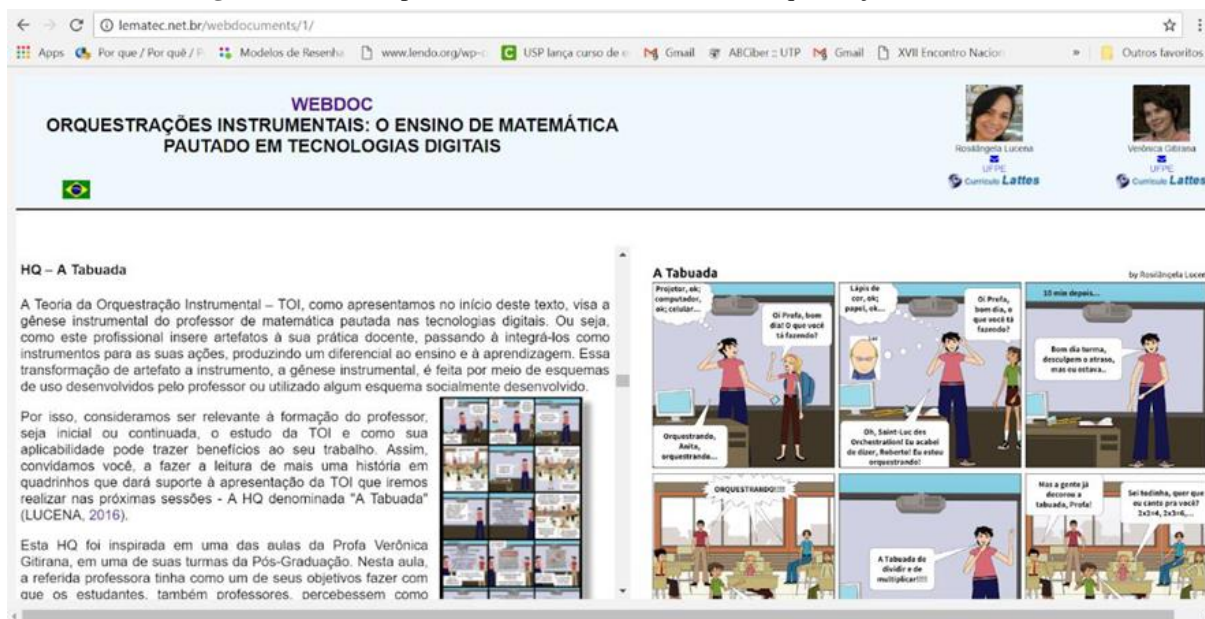 lematec.net.br/webdocuments/1/
Apps
Por que / Por quê / P
Modelos de Resenha
www.lendo.org/wp-c
USP lança curso de e
Gmail
ABCiber :: UTP
Gmail
XVII Encontro Nacion
»
Outros favoritos
WEBDOC
ORQUESTRAÇÕES INSTRUMENTAIS: O ENSINO DE MATEMÁTICA
PAUTADO EM TECNOLOGIAS DIGITAIS
Rosilângela Lucena
UFPE
Currículo Lattes
Verônica Gitirana
UFPE
Currículo Lattes
HQ – A Tabuada
A Teoria da Orquestração Instrumental – TOI, como apresentamos no início deste texto, visa a
gênese instrumental do professor de matemática pautada nas tecnologias digitais. Ou seja,
como este profissional insere artefatos à sua prática docente, passando à integrá-los como
instrumentos para as suas ações, produzindo um diferencial ao ensino e à aprendizagem. Essa
transformação de artefato a instrumento, a gênese instrumental, é feita por meio de esquemas
de uso desenvolvidos pelo professor ou utilizado algum esquema socialmente desenvolvido.
Por isso, consideramos ser relevante à formação do professor,
seja inicial ou continuada, o estudo da TOI e como sua
aplicabilidade pode trazer benefícios ao seu trabalho. Assim,
convidamos você, a fazer a leitura de mais uma história em
quadrinhos que dará suporte à apresentação da TOI que iremos
realizar nas próximas sessões - A HQ denominada "A Tabuada"
(LUCENA, 2016).
Esta HQ foi inspirada em uma das aulas da Profa Verônica
Gitirana, em uma de suas turmas da Pós-Graduação. Nesta aula,
a referida professora tinha como um de seus objetivos fazer com
que os estudantes, também professores, percebessem como
A Tabuada
by Rosilângela Lucen
Projetor, ok;
computador,
ok; celular...
Oi Profa, bom
dia! O que você
tá fazendo?
Orquestrando,
Anita,
orquestrando...
Lápis de
cor, ok;
papel, ok...
Oi Profa,
bom dia, o
que você tá
fazendo?
Oh, Saint-Luc des
Orchestration! Eu acabei
de dizer, Roberto! Eu estou
orquestrando!
10 min depois...
Bom dia turma,
desculpem o atraso,
mas eu estava...
ORQUESTRANDO!!!!
A Tabuada de
dividir e de
multiplicar!!!!
Mas a gente já
decorou a
tabuada, Profa!
Sei todinha, quer que
eu cante pra você?
2x2=4, 2x3=6,...